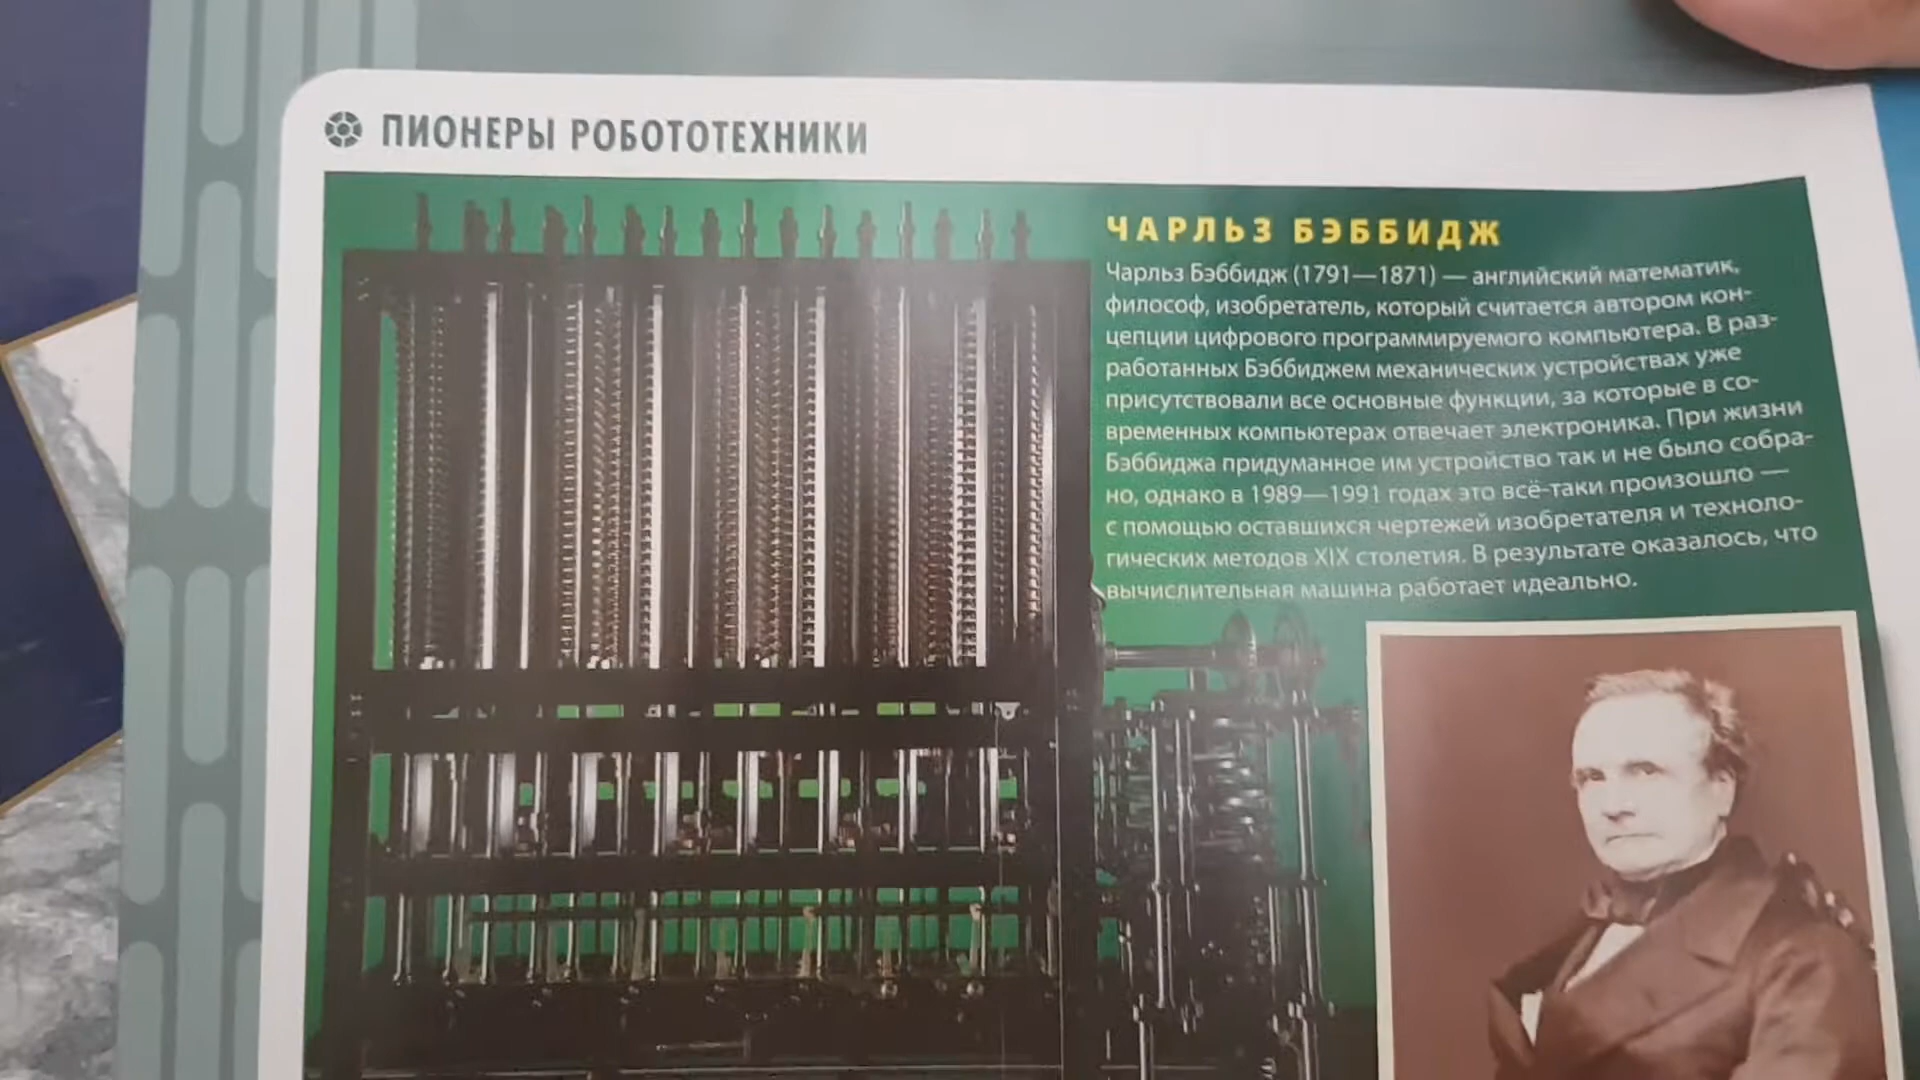 ПИОНЕРЫ РОБОТОТЕХНИКИ
ЧАРЛЬЗ БЭББИДЖ
Чарльз Бэббидж (1791—1871) — английский математик,
философ, изобретатель, который считается автором кон-
цепции цифрового программируемого компьютера. В раз-
работанных Бэббиджем механических устройствах уже
присутствовали все основные функции, за которые в со-
временных компьютерах отвечает электроника. При жизни
Бэббиджа придуманное им устройство так и не было собра-
но, однако в 1989—1991 годах это всё-таки произошло —
с помощью оставшихся чертежей изобретателя и техноло-
гических методов XIX столетия. В результате оказалось, что
вычислительная машина работает идеально.